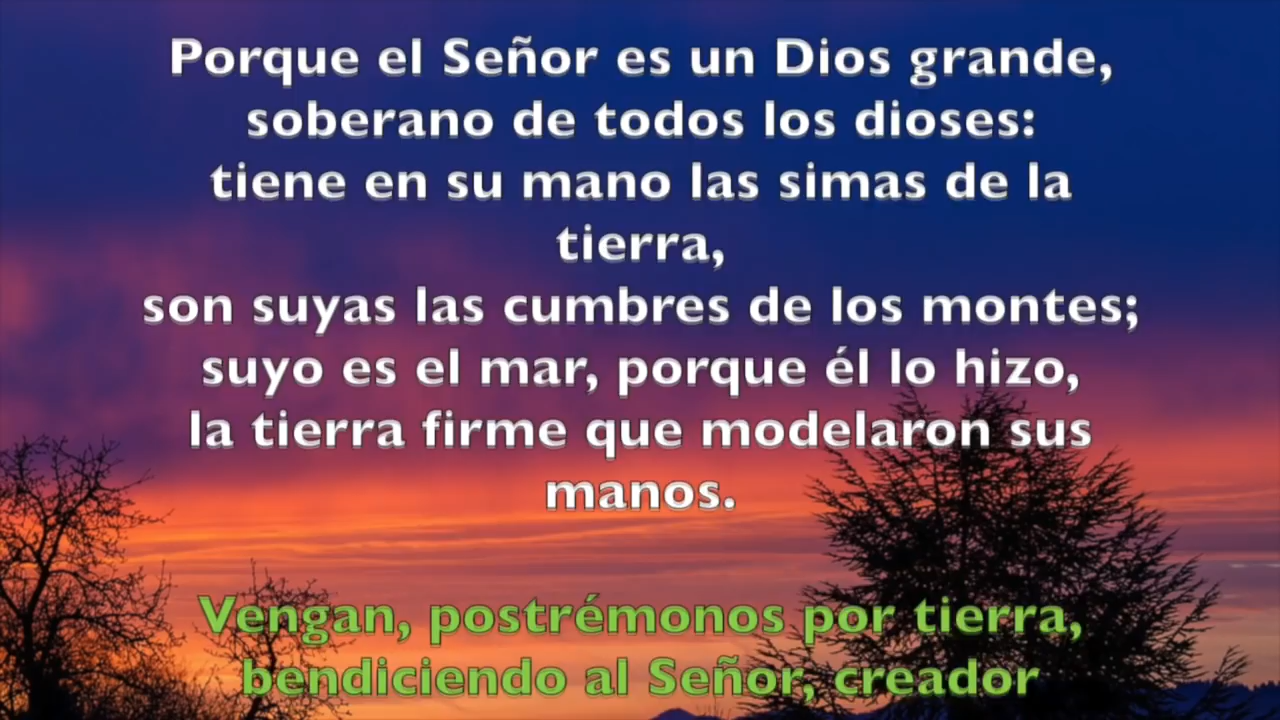 Porque el Señor es un Dios grande,
soberano de todos los dioses:
tiene en su mano las simas de la
tierra,
son suyas las cumbres de los montes;
suyo es el mar, porque él lo hizo,
la tierra firme que modelaron sus
manos.
Vengan, postrémonos por tierra,
bendiciendo al Señor, creador